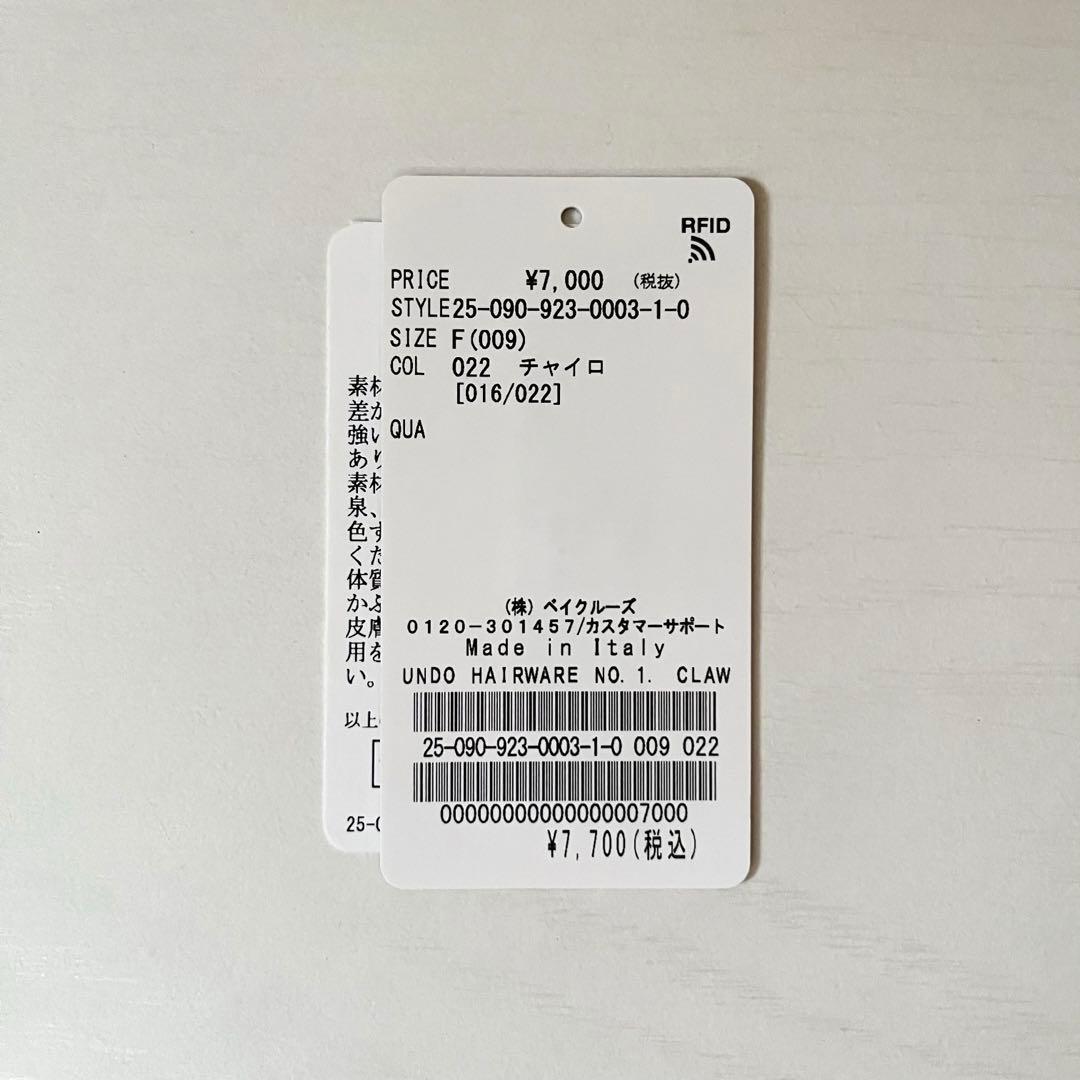 RFID
PRICE ¥7,000 (税抜)
STYLE 25-090-923-0003-1-0
SIZE F(009)
COL 022 チャイロ
[016/022]
QUA
(株) ベイクルーズ
0120-301457/カスタマーサポート
Made in Italy
UNDO HAIRWARE NO. 1. CLAW
25-090-923-0003-1-0 009 022
00000000000000007000
¥7,700(税込)
素
差
強
あ
素
泉、
色
く
体
か
皮
用
い。
以上
25-